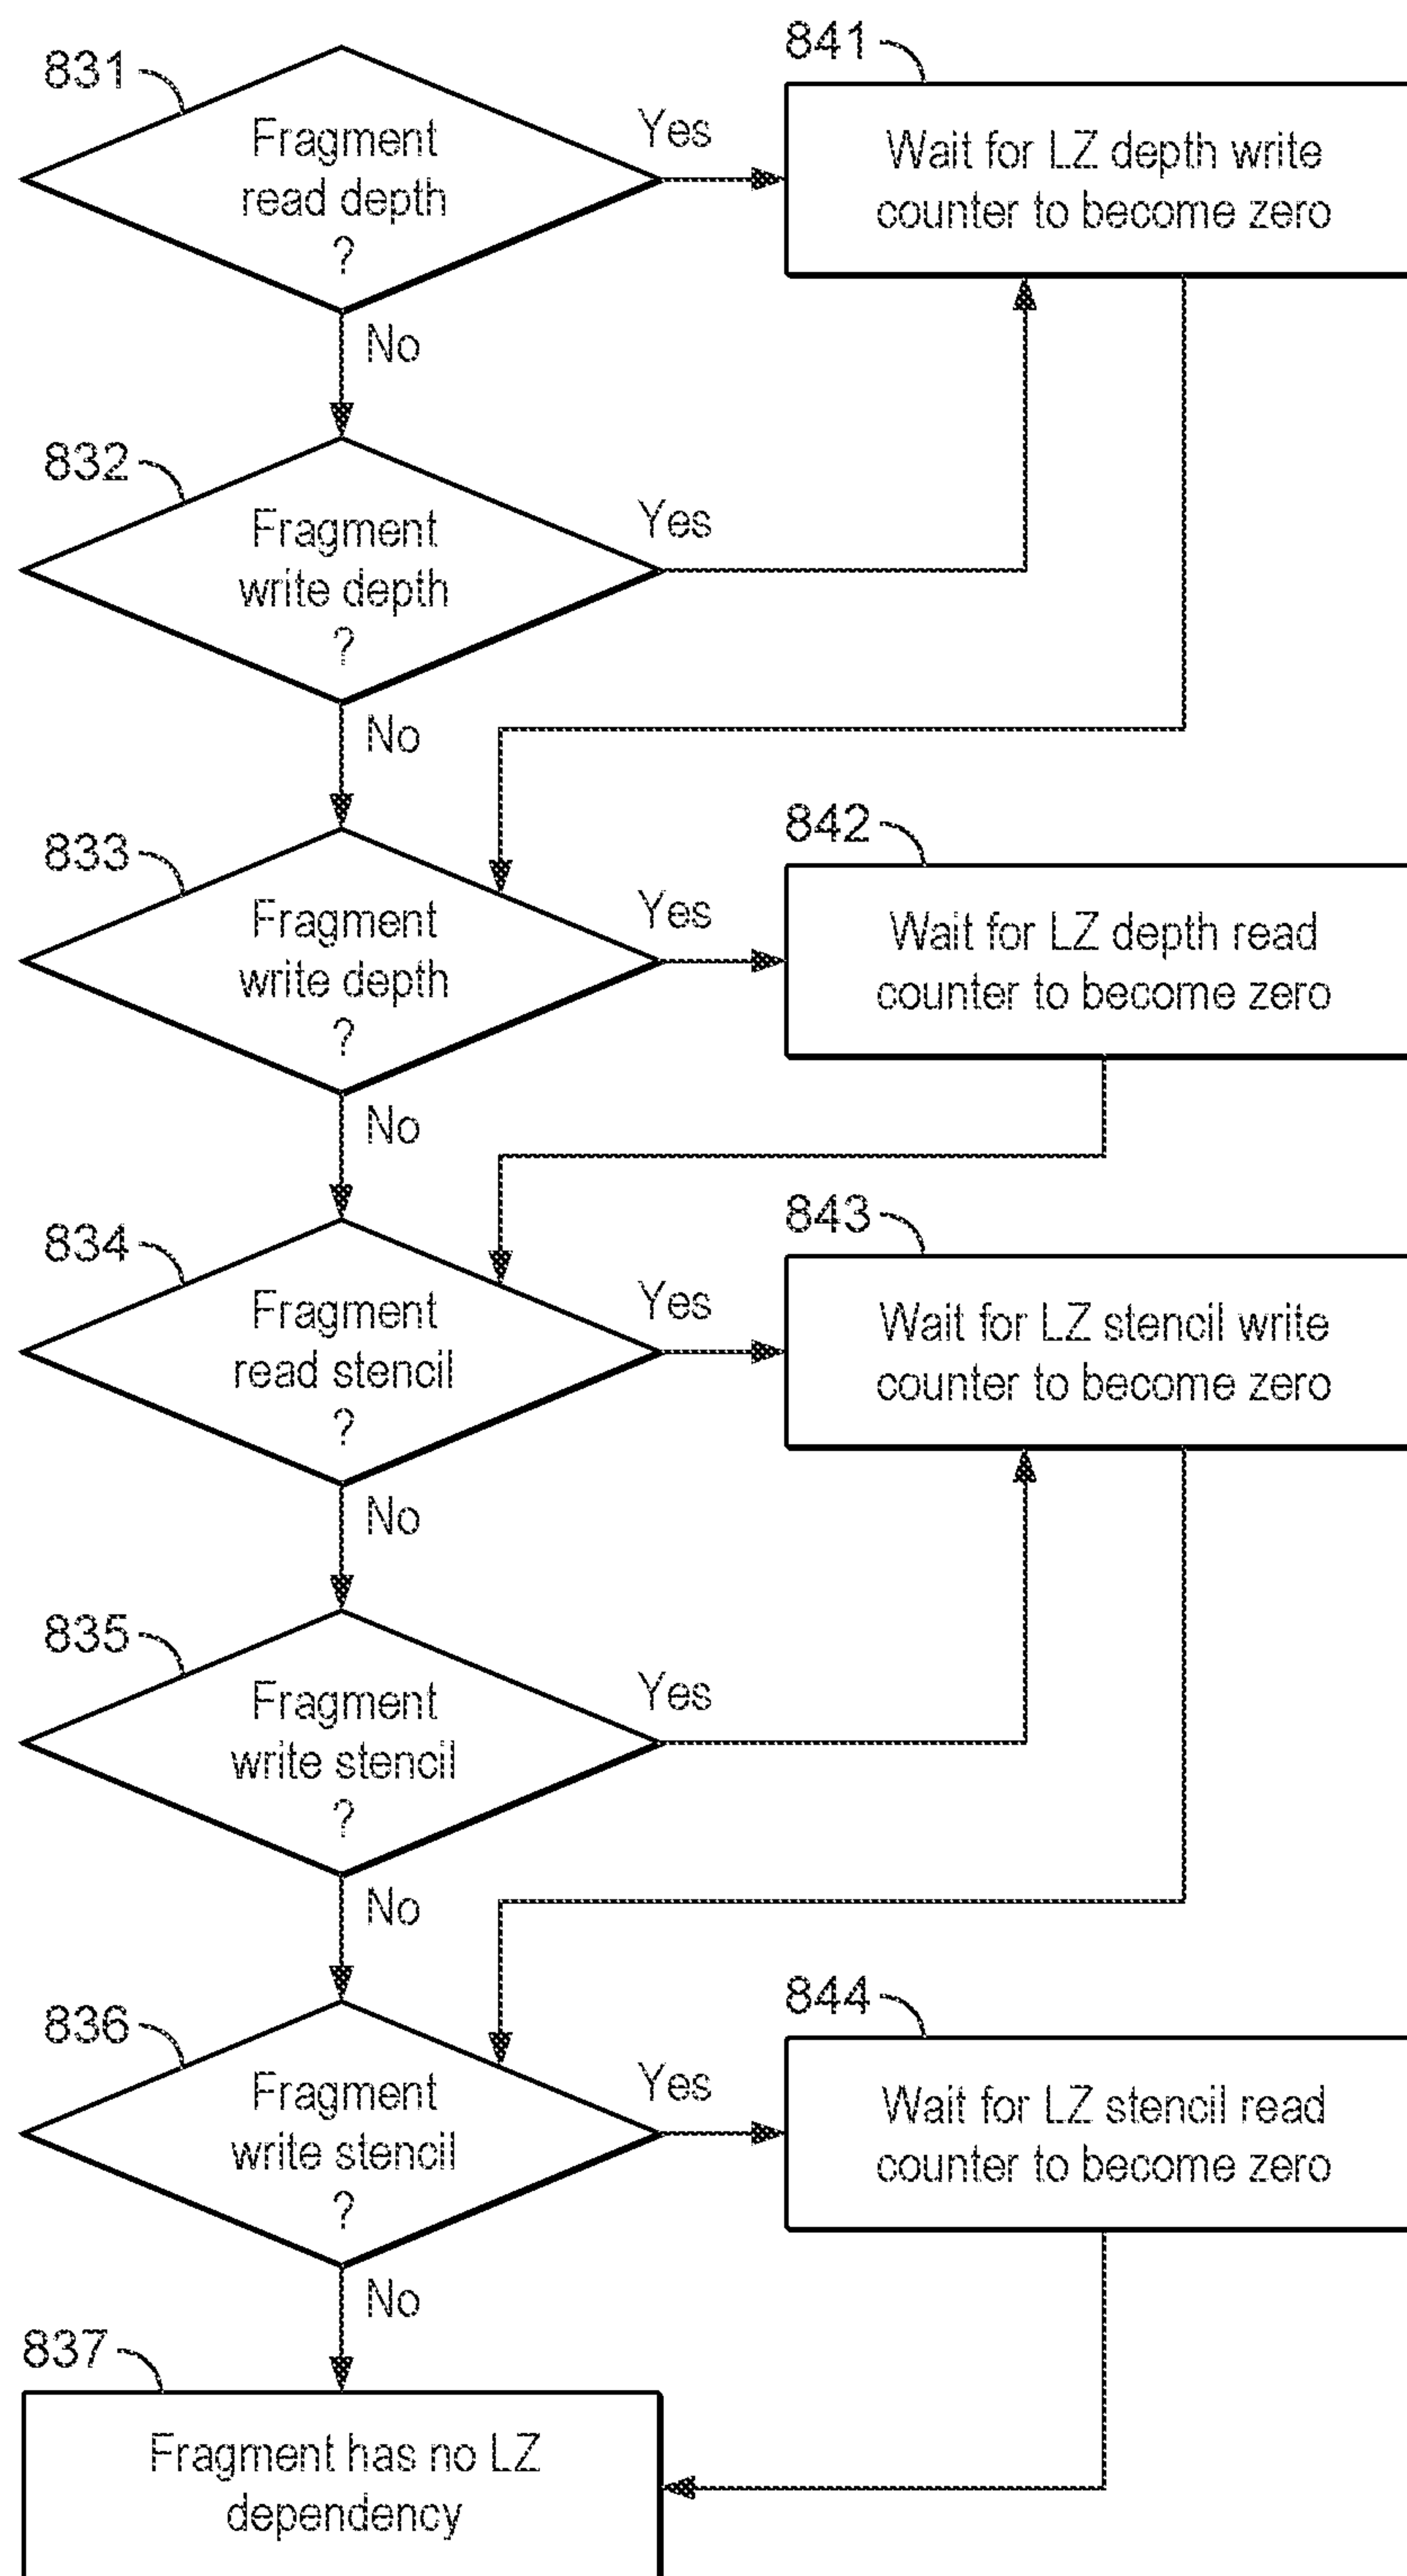 831
Fragment
read depth
?
Yes
No
841
Wait for LZ depth write
counter to become zero
832
Fragment
write depth
?
Yes
No
833
Fragment
write depth
?
Yes
No
842
Wait for LZ depth read
counter to become zero
834
Fragment
read stencil
?
Yes
No
843
Wait for LZ stencil write
counter to become zero
835
Fragment
write stencil
?
Yes
No
836
Fragment
write stencil
?
Yes
No
844
Wait for LZ stencil read
counter to become zero
837
Fragment has no LZ
dependency